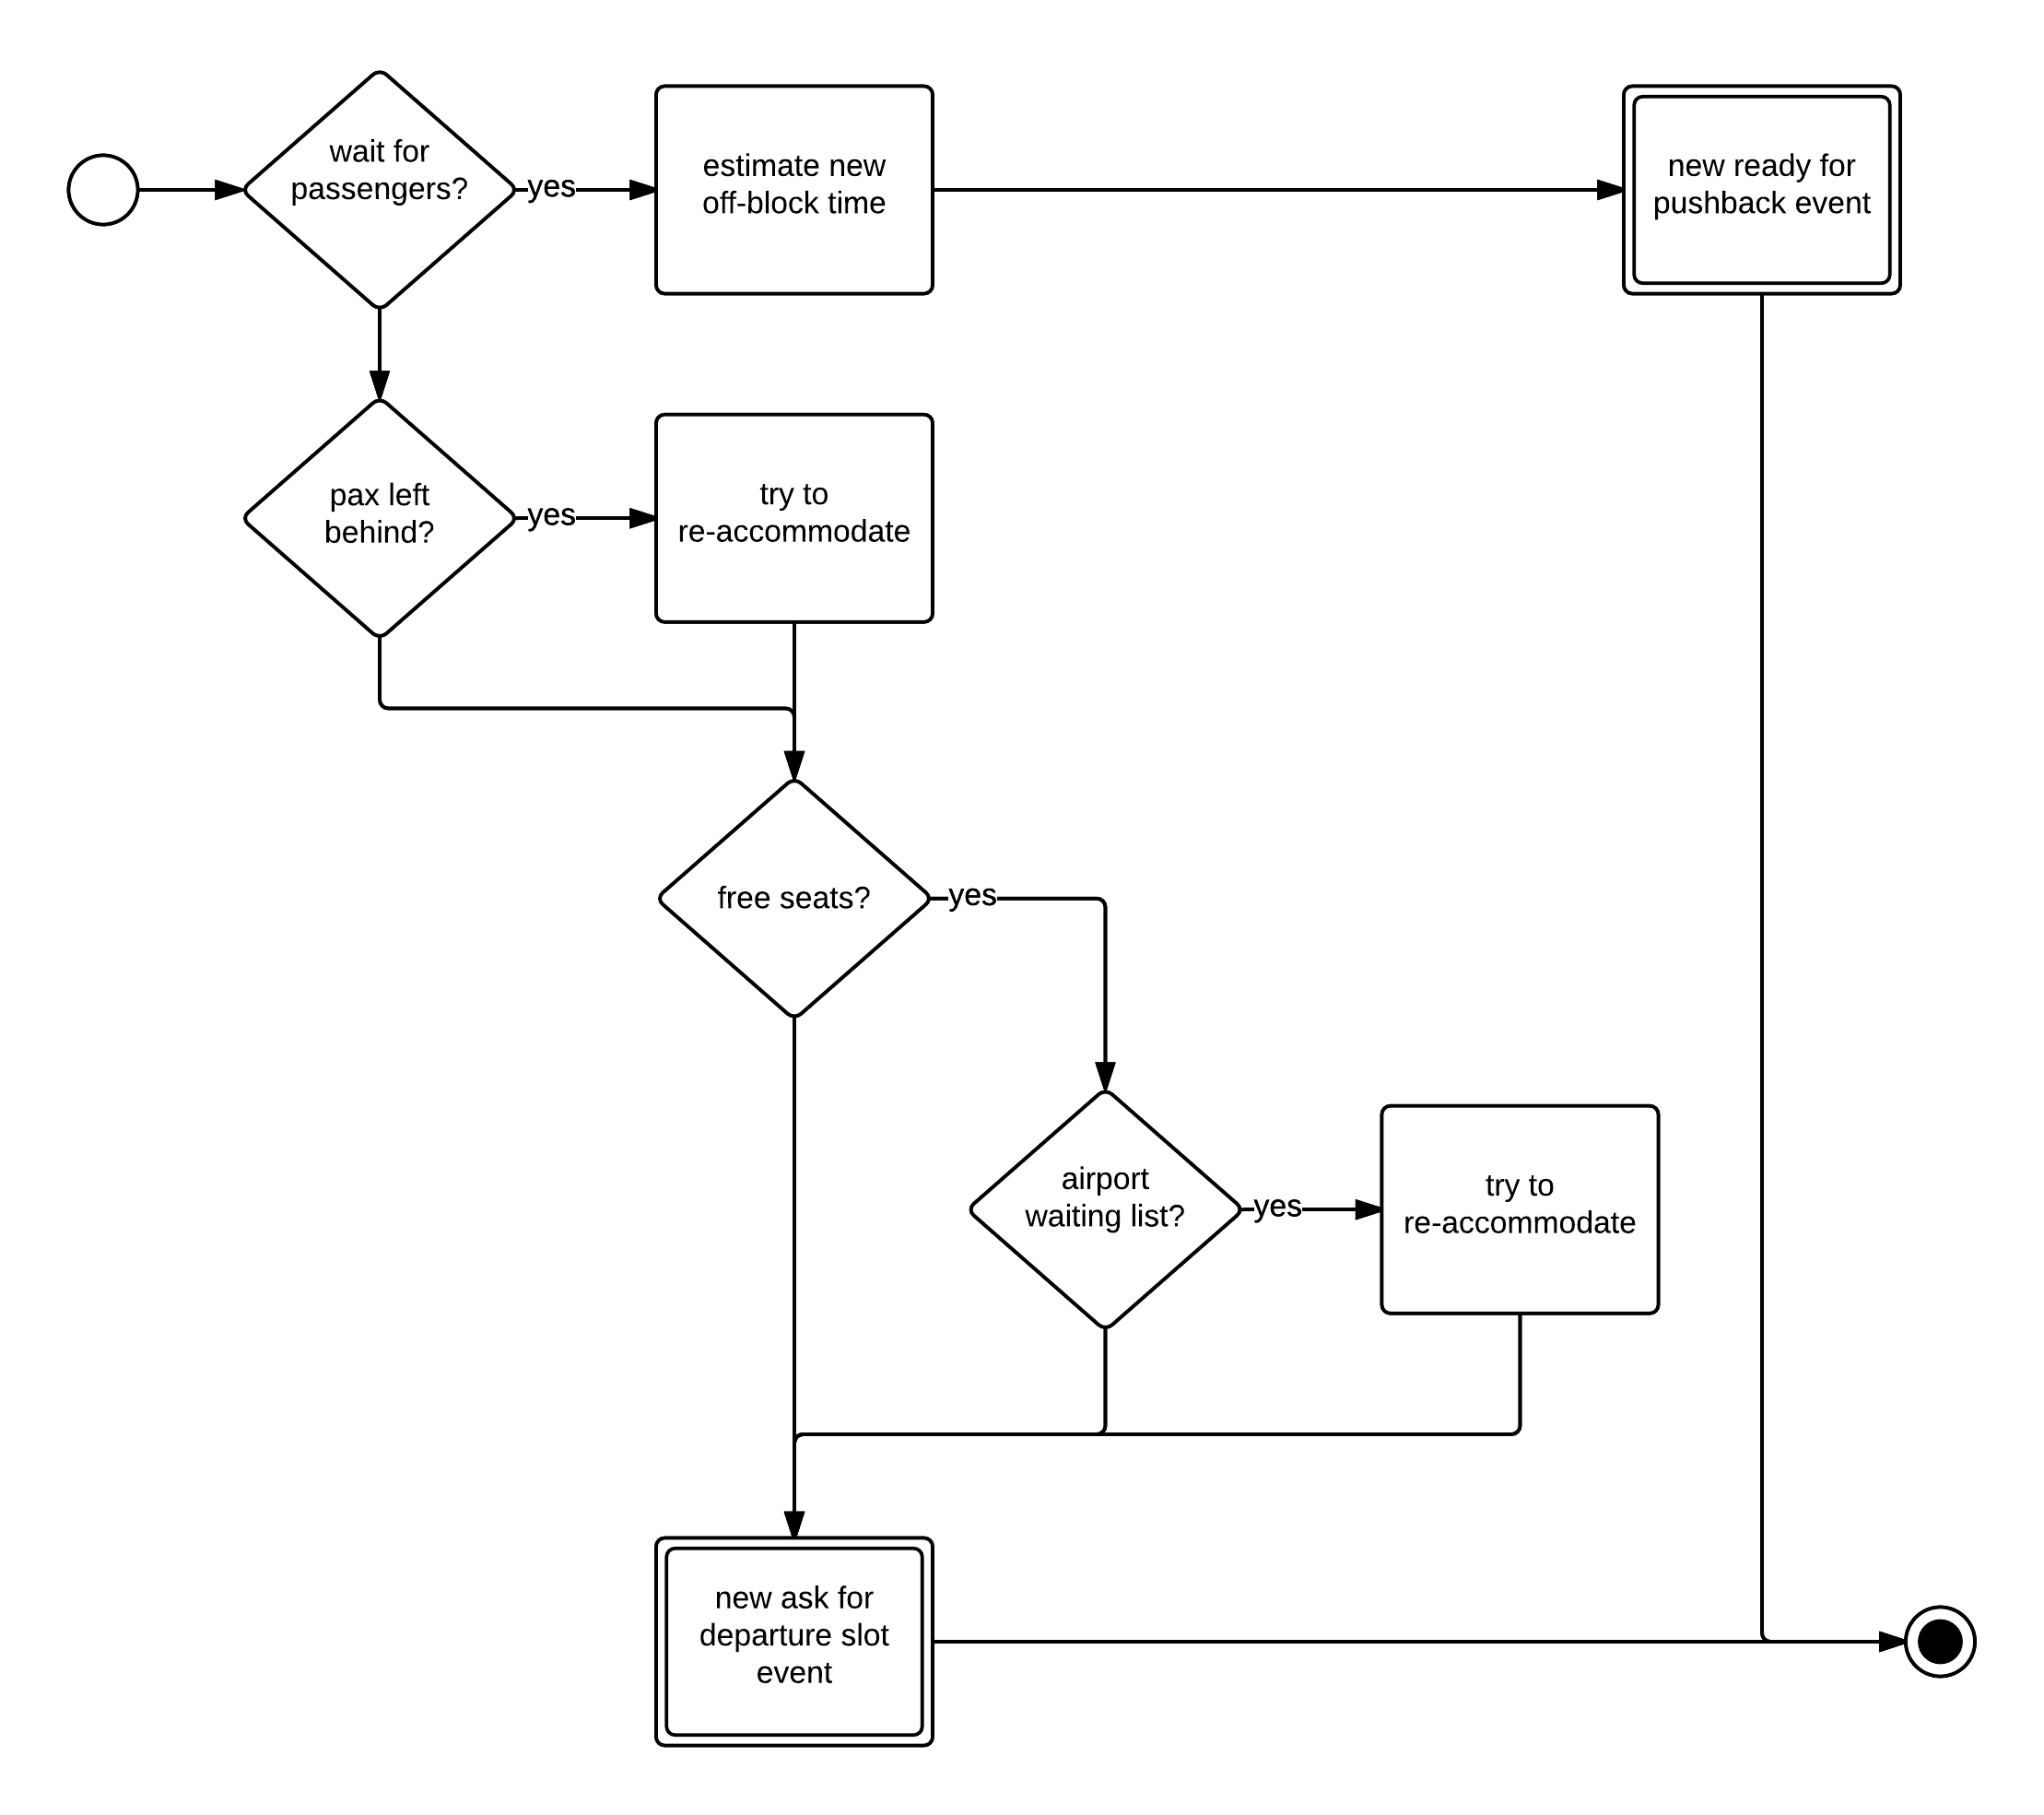 wait for
passengers?
yes
estimate new
off-block time
new ready for
pushback event
pax left
behind?
yes
try to
re-accommodate
free seats?
yes
airport
waiting list?
yes
try to
re-accommodate
new ask for
departure slot
event